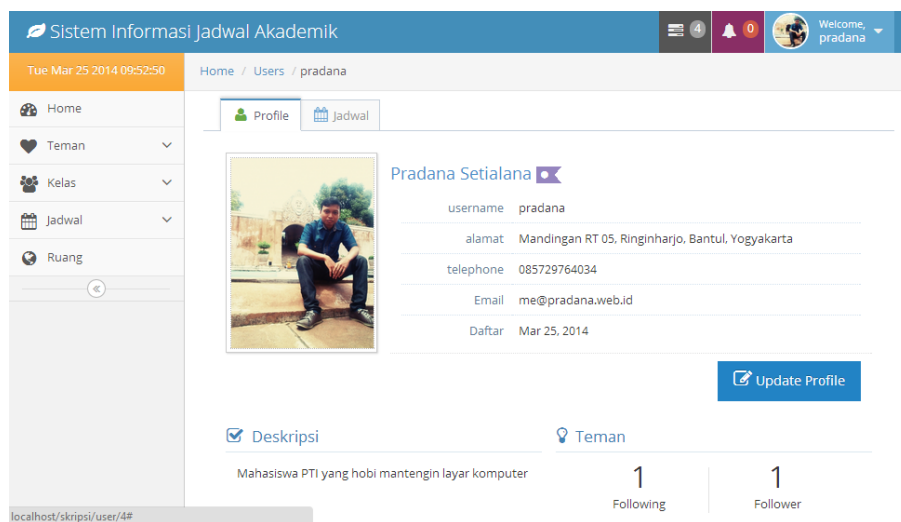 Sistem Informasi Jadwal Akademik
4
0
Welcome,
pradana
Tue Mar 25 2014 09:52:50
Home / Users / pradana
Home
Teman
Kelas
Jadwal
Ruang
Profile
Jadwal
Pradana Setialana
username pradana
alamat Mandingan RT 05, Ringinharjo, Bantul, Yogyakarta
telephone 085729764034
Email me@pradana.web.id
Daftar Mar 25, 2014
Update Profile
Deskripsi
Mahasiswa PTI yang hobi mantengin layar komputer
Teman
1
Following
1
Follower
localhost/skripsi/user/4#